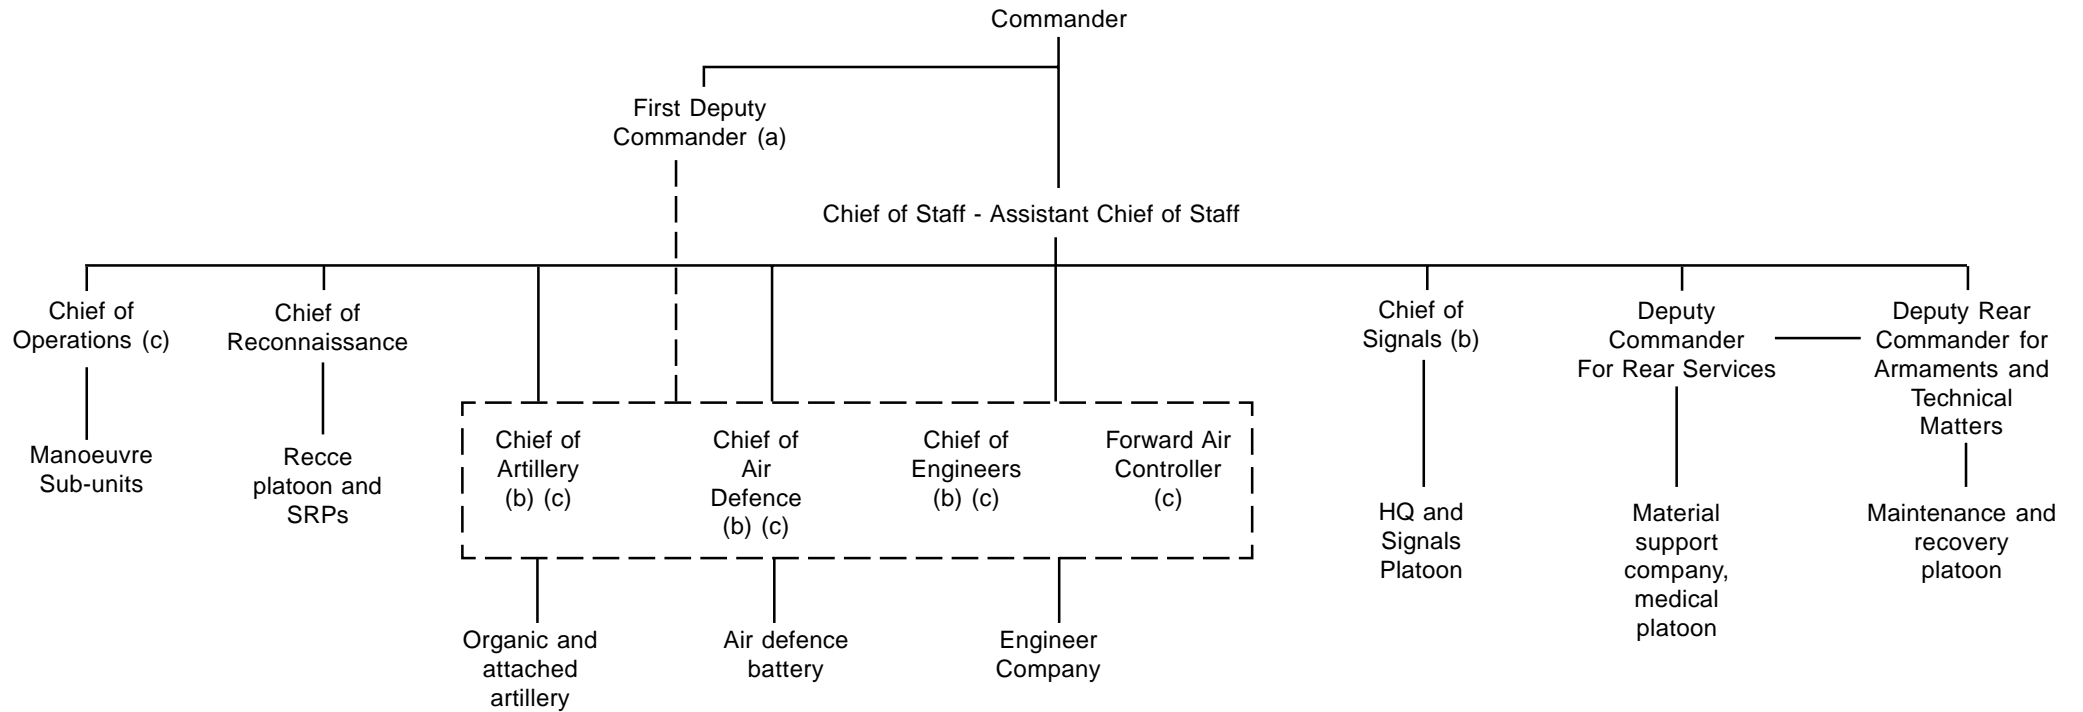 Commander
First Deputy
Commander (a)
Chief of Staff - Assistant Chief of Staff
Chief of
Operations (c)
Chief of
Reconnaissance
Chief of
Signals (b)
Deputy
Commander
For Rear Services
Deputy Rear
Commander for
Armaments and
Technical
Matters
Manoeuvre
Sub-units
Recce
platoon and
SRPs
Chief of
Artillery
(b) (c)
Chief of
Air
Defence
(b) (c)
Chief of
Engineers
(b) (c)
Forward Air
Controller
(c)
HQ and
Signals
Platoon
Material
support
company,
medical
platoon
Maintenance and
recovery
platoon
Organic and
attached
artillery
Air defence
battery
Engineer
Company